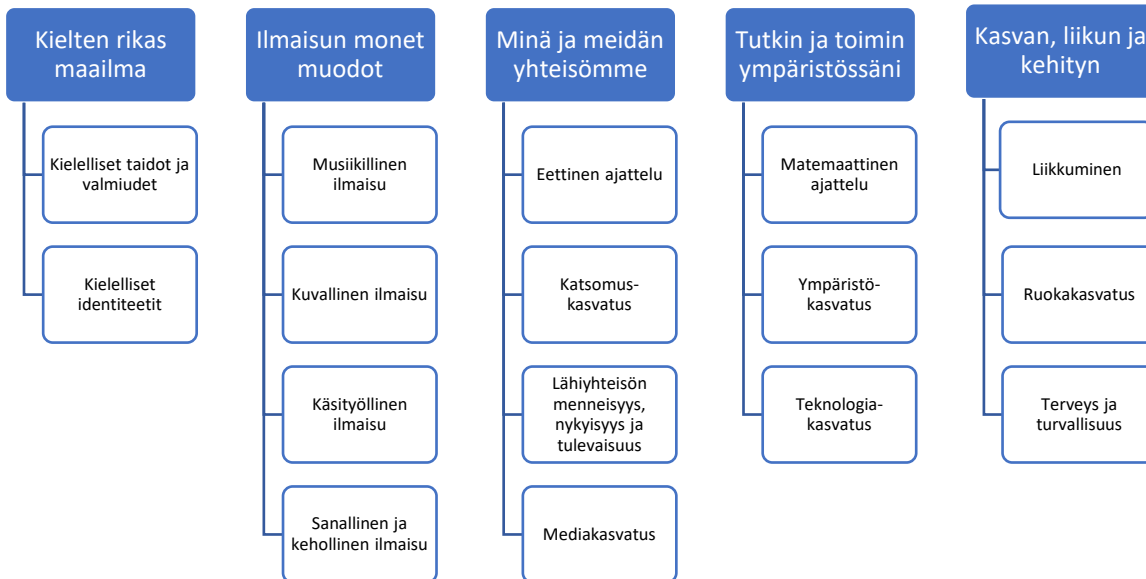 Kielten rikas
maailma
Kielelliset taidot ja
valmiudet
Kielelliset
identiteetit
Ilmaisun monet
muodot
Musiikillinen
ilmaisu
Kuvallinen ilmaisu
Käsityöllinen
ilmaisu
Sanallinen ja
kehollinen ilmaisu
Minä ja meidän
yhteisömme
Eettinen ajattelu
Katsomus-
kasvatus
Lähiyhteisön
menneisyys,
nykyisyys ja
tulevaisuus
Mediakasvatus
Tutkin ja toimin
ympäristössäni
Matemaattinen
ajattelu
Ympäristö-
kasvatus
Teknologia-
kasvatus
Kasvan, liikun ja
kehityn
Liikkuminen
Ruokakasvatus
Terveys ja
turvallisuus